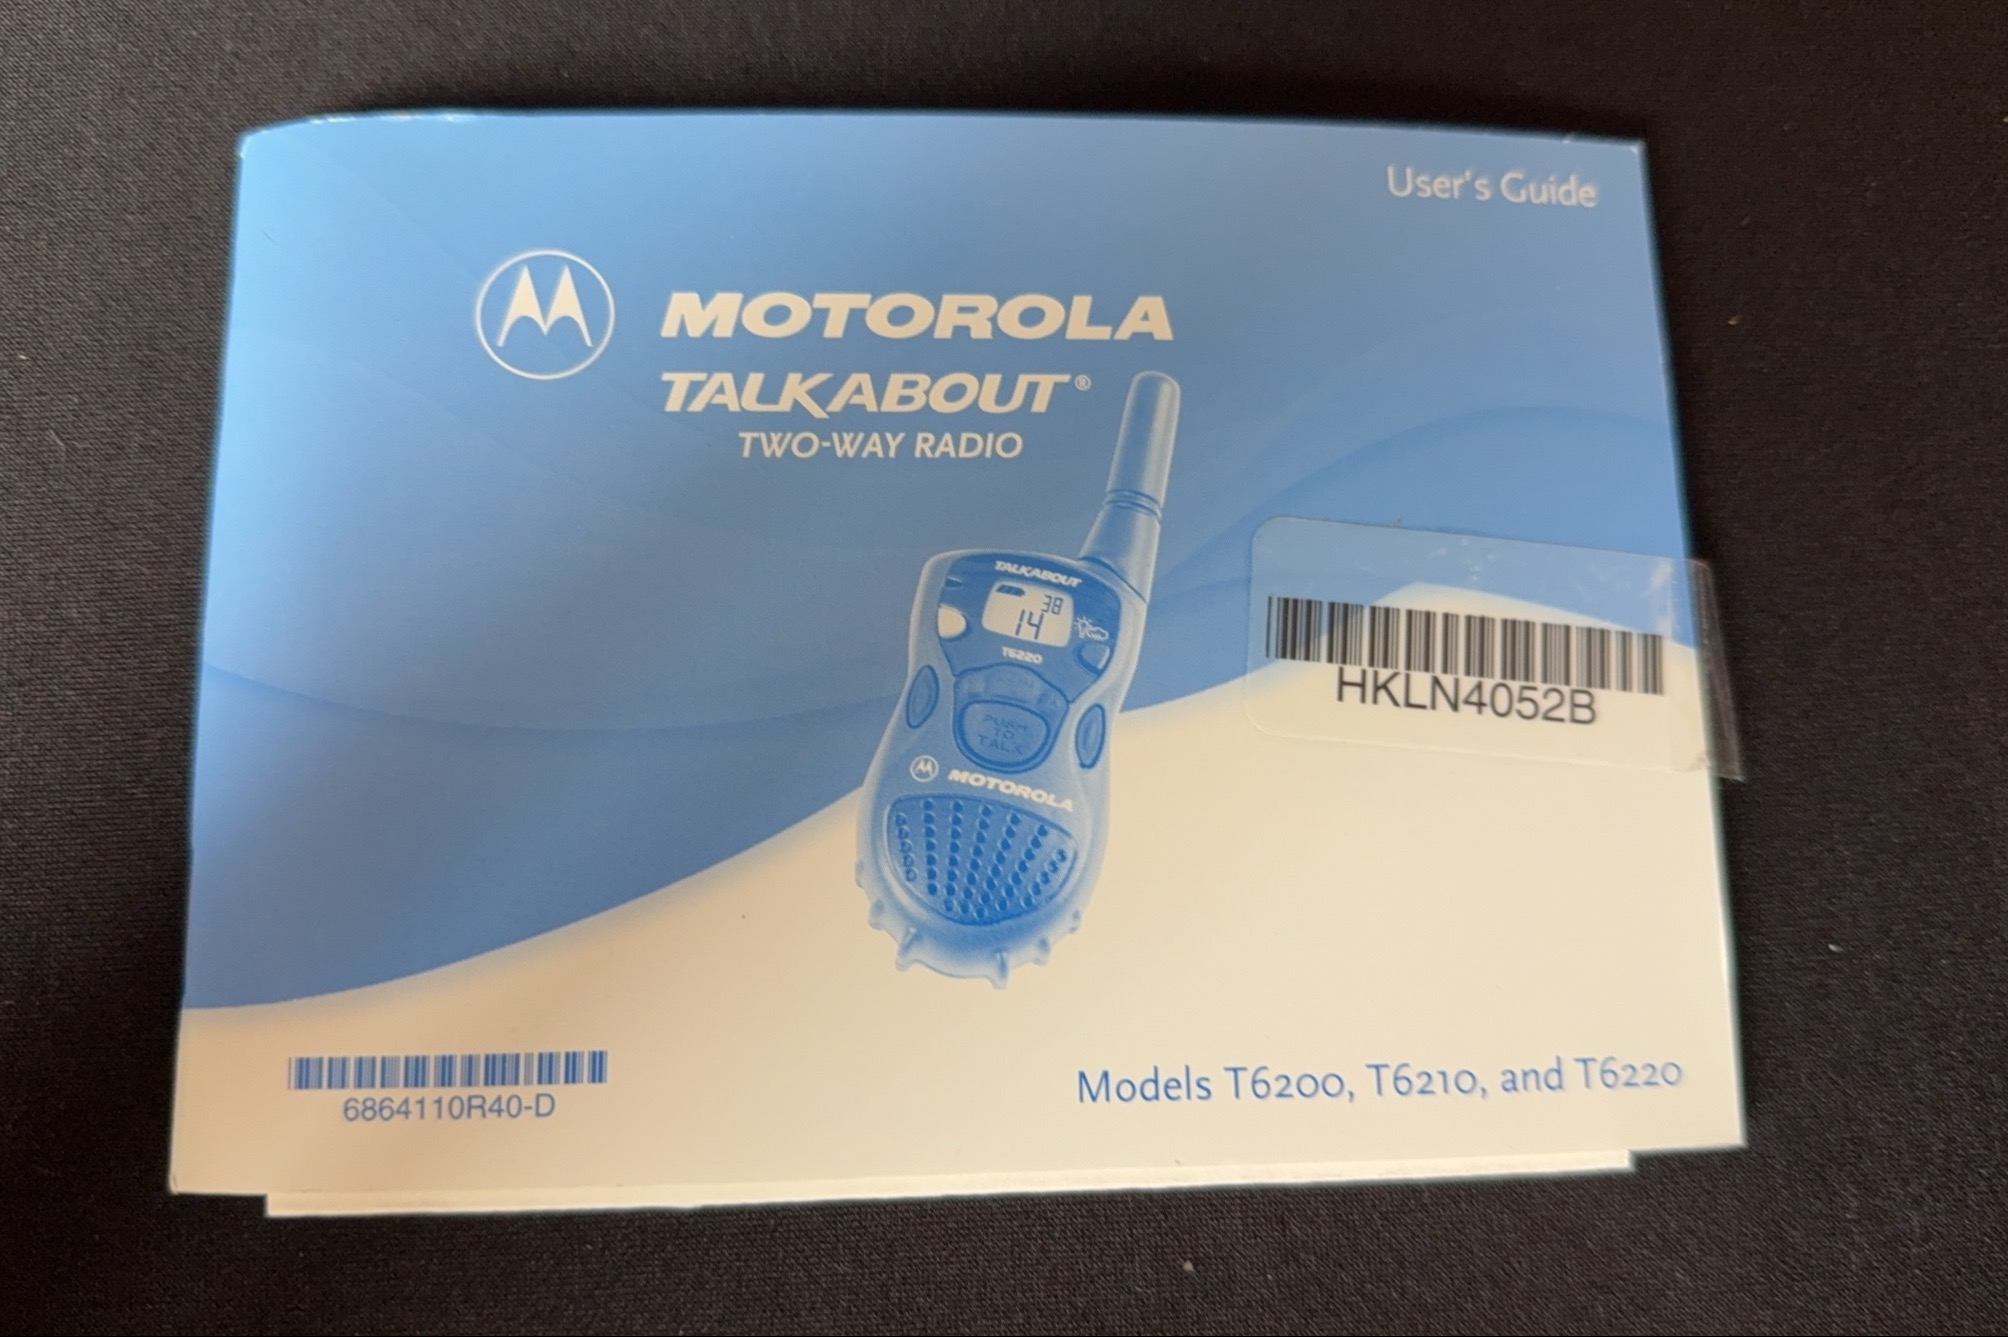 User's Guide
MOTOROLA
TALKABOUT®
TWO-WAY RADIO
TALKABOUT
38
14
T6220
PUSH
TO
TALK
MOTOROLA
HKLN4052B
6864110R40-D
Models T6200, T6210, and T6220